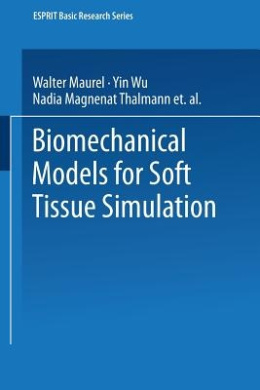 ESPRIT Basic Research Series
Walter Maurel · Yin Wu
Nadia Magnenat Thalmann et. al.
Biomechanical
Models for Soft
Tissue Simulation